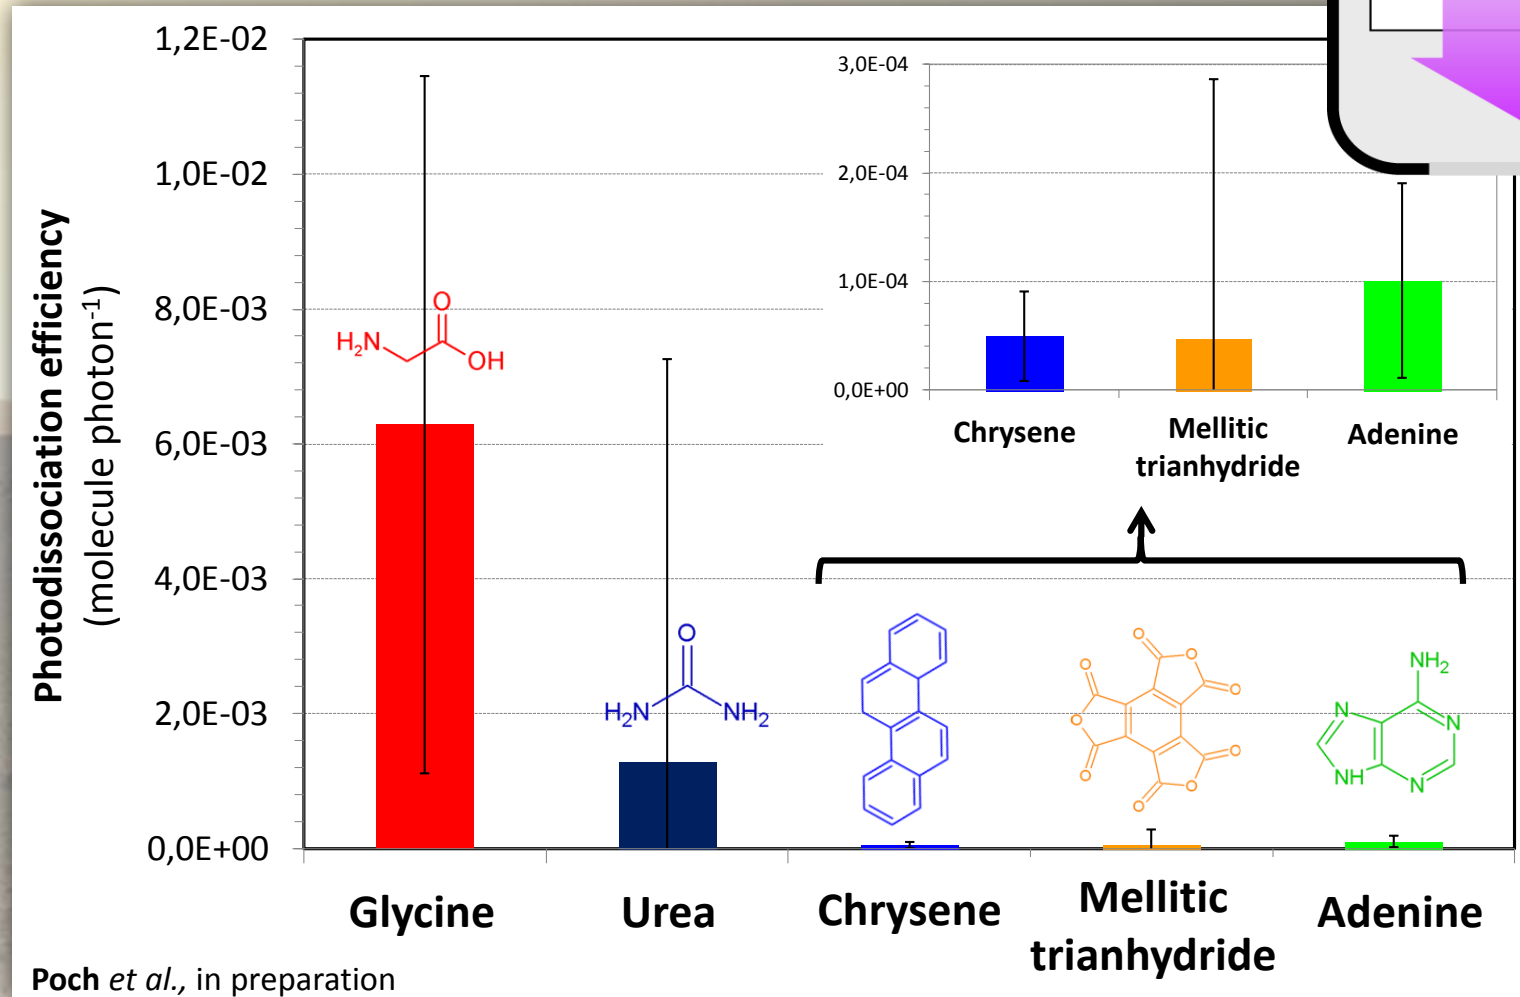 Photodissociation efficiency
(molecule photon⁻¹)
1,2E-02
1,0E-02
8,0E-03
6,0E-03
4,0E-03
2,0E-03
0,0E+00
3,0E-04
2,0E-04
1,0E-04
0,0E+00
Chrysene
Mellitic
trianhydride
Adenine
O
H₂N
OH
O
H₂N
NH₂
O
O
O
O
O
O
O
O
O
NH₂
N
N
NH
N
Glycine
Urea
Chrysene
Mellitic
trianhydride
Adenine
Poch et al., in preparation